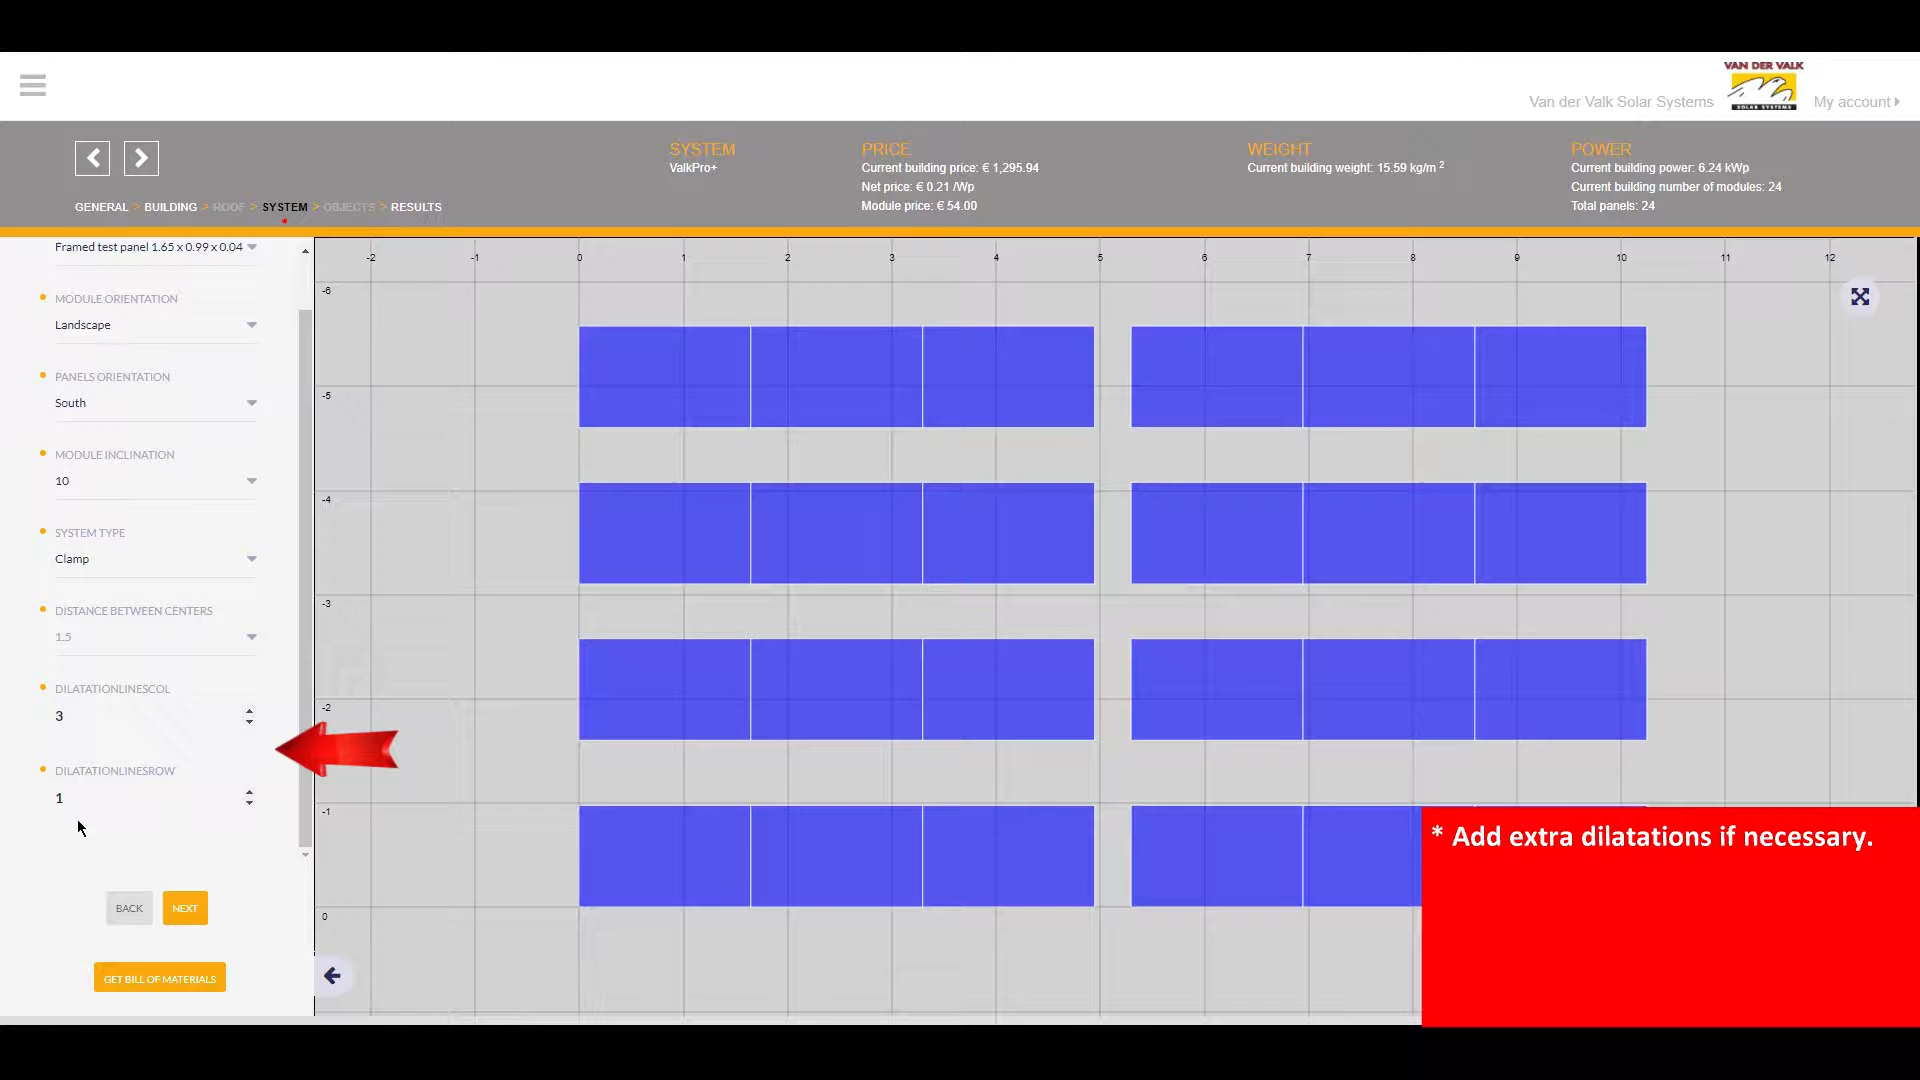 VAN DER VALK
SOLAR SYSTEMS
Van der Valk Solar Systems
My account
SYSTEM
ValkPro+
PRICE
Current building price: € 1,295.94
Net price: € 0.21 /Wp
Module price: € 54.00
WEIGHT
Current building weight: 15.59 kg/m 2
POWER
Current building power: 6.24 kWp
Current building number of modules: 24
Total panels: 24
GENERAL > BUILDING > ROOF > SYSTEM > OBJECTS > RESULTS
Framed test panel 1.65 x 0.99 x 0.04
MODULE ORIENTATION
Landscape
PANELS ORIENTATION
South
MODULE INCLINATION
10
SYSTEM TYPE
Clamp
DISTANCE BETWEEN CENTERS
1.5
DILATATIONLINESCOL
3
DILATATIONLINESROW
1
BACK
NEXT
GET BILL OF MATERIALS
-2 -1 0 1 2 3 4 5 6 7 8 9 10 11 12
-6
-5
-4
-3
-2
-1
0
* Add extra dilatations if necessary.